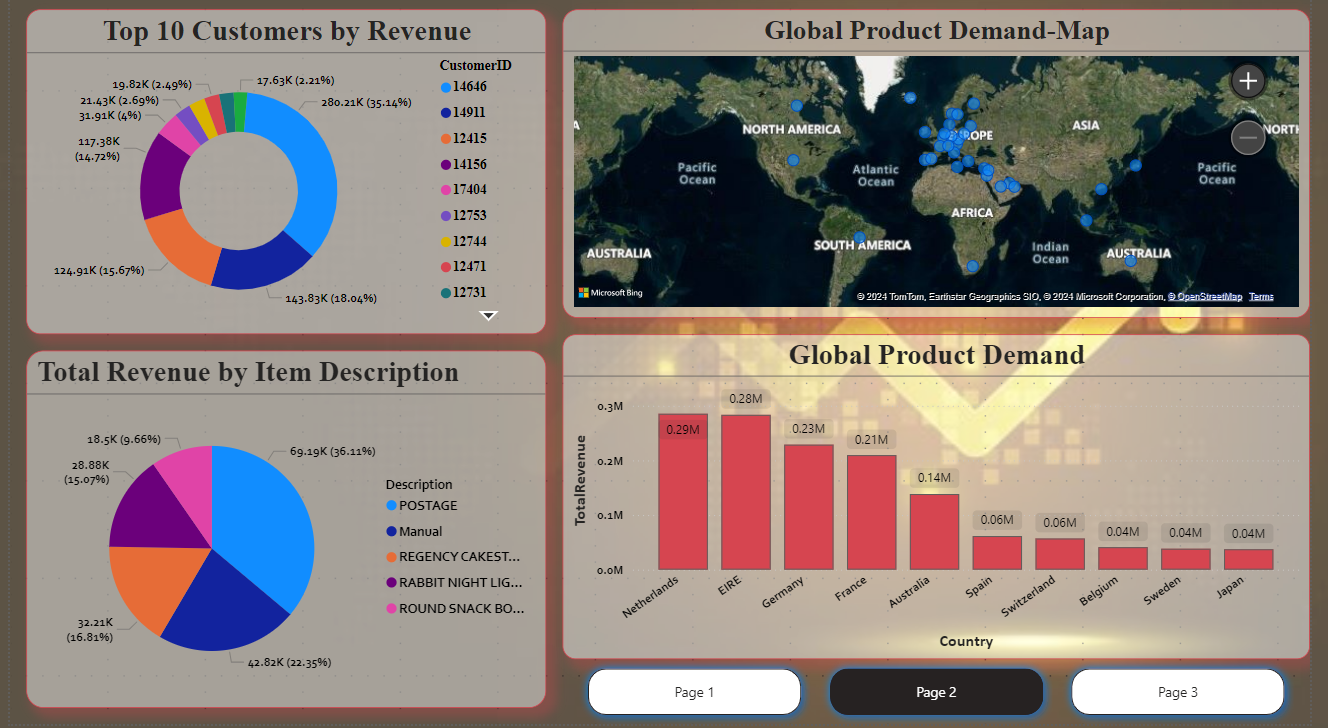 Top 10 Customers by Revenue
19.82K (2.49%)
17.63K (2.21%)
21.43K (2.69%)
280.21K (35.14%)
31.91K (4%)
117.38K
(14.72%)
124.91K (15.67%)
143.83K (18.04%)
CustomerID
14646
14911
12415
14156
17404
12753
12744
12471
12731
Global Product Demand-Map
NORTH AMERICA
EUROPE
ASIA
NORTH
A
Pacific
Ocean
Atlantic
Ocean
Pacific
Ocean
AFRICA
AUSTRALIA
SOUTH AMERICA
Indian
Ocean
AUSTRALIA
Microsoft Bing
© 2024 TomTom, Earthstar Geographics SIO, © 2024 Microsoft Corporation, © OpenStreetMap Terms
Total Revenue by Item Description
18.5K (9.66%)
69.19K (36.11%)
28.88K
(15.07%)
32.21K
(16.81%)
42.82K (22.35%)
Description
POSTAGE
Manual
REGENCY CAKEST...
RABBIT NIGHT LIG...
ROUND SNACK BO...
Global Product Demand
TotalRevenue
0.3M
0.2M
0.1M
0.0M
0.29M
0.28M
0.23M
0.21M
0.14M
0.06M
0.06M
0.04M
0.04M
0.04M
Netherlands
EIRE
Germany
France
Australia
Spain
Switzerland
Belgium
Sweden
Japan
Country
Page 1
Page 2
Page 3